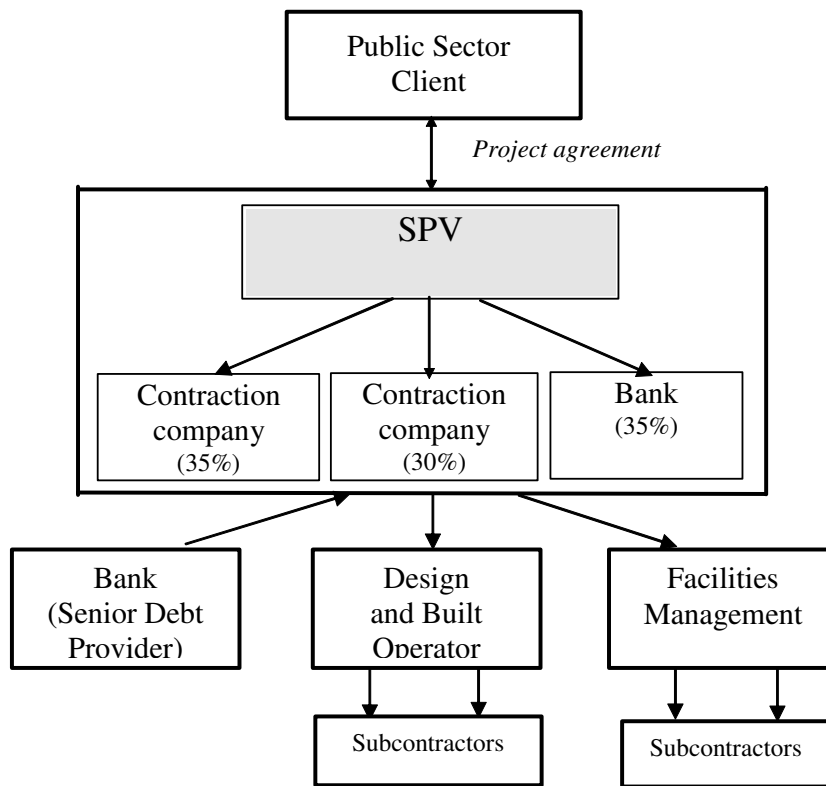 Public Sector
Client
Project agreement
SPV
Contraction
company
(35%)
Contraction
company
(30%)
Bank
(35%)
Bank
(Senior Debt
Provider)
Design
and Built
Operator
Facilities
Management
Subcontractors
Subcontractors